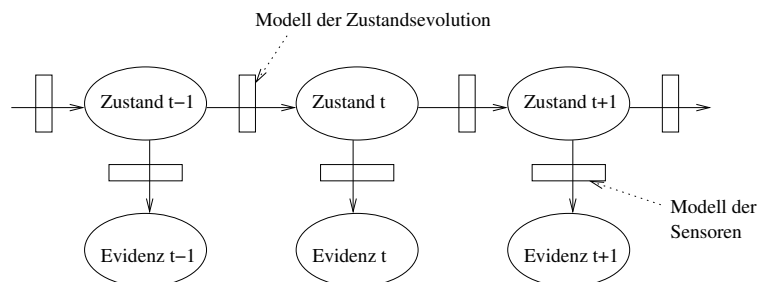 Modell der Zustandsevolution
Zustand t−1
Zustand t
Zustand t+1
Modell der
Sensoren
Evidenz t−1
Evidenz t
Evidenz t+1